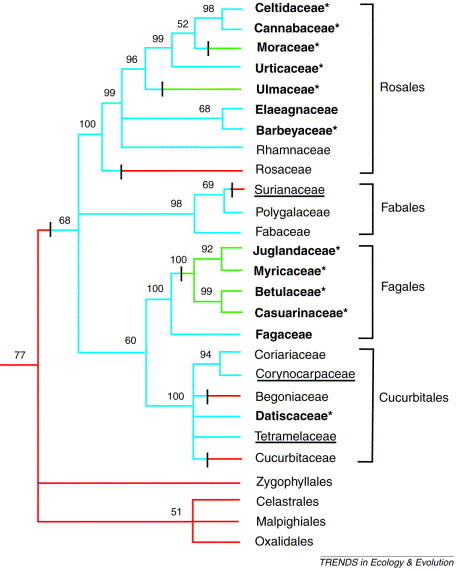 98
Celtidaceae*
52
Cannabaceae*
99
Moraceae*
96
Urticaceae*
99
Ulmaceae*
Rosales
68
Elaeagnaceae
100
Barbeyaceae*
Rhamnaceae
Rosaceae
69
Surianaceae
68
98
Polygalaceae
Fabales
Fabaceae
92
Juglandaceae*
100
Myricaceae*
99
Betulaceae*
Fagales
100
Casuarinaceae*
60
Fagaceae
94
Coriariaceae
77
Corynocarpaceae
100
Begoniaceae
Cucurbitales
Datiscaceae*
Tetramelaceae
Cucurbitaceae
Zygophyllales
Celastrales
51
Malpighiales
Oxalidales
TRENDS in Ecology & Evolution